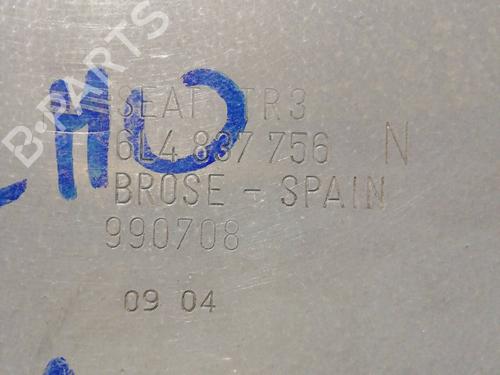 B-PARTS
SEAT TR3
6L4 837 756 N
BROSE - SPAIN
990708
09 04